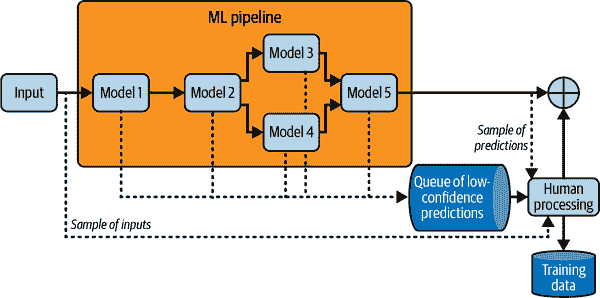 ML pipeline
Model 3
Input
Model 1
Model 2
Model 5
Model 4
Sample of
predictions
Queue of low-
confidence
predictions
Human
processing
Sample of inputs
Training
data